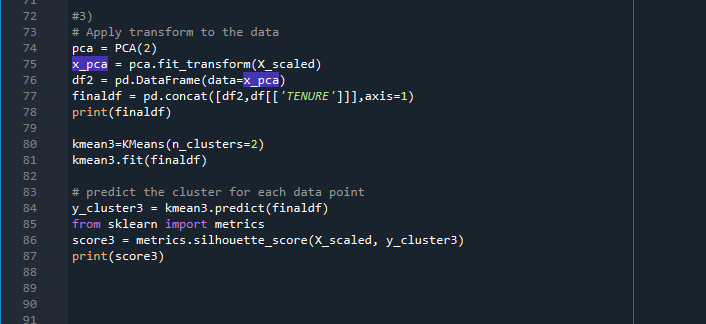 71
72 #3)
73 # Apply transform to the data
74 pca = PCA(2)
75 x_pca = pca.fit_transform(X_scaled)
76 df2 = pd.DataFrame(data=x_pca)
77 finaldf = pd.concat([df2,df[['TENURE']]],axis=1)
78 print(finaldf)
79
80 kmean3=KMeans(n_clusters=2)
81 kmean3.fit(finaldf)
82
83 # predict the cluster for each data point
84 y_cluster3 = kmean3.predict(finaldf)
85 from sklearn import metrics
86 score3 = metrics.silhouette_score(X_scaled, y_cluster3)
87 print(score3)
88
89
90
91